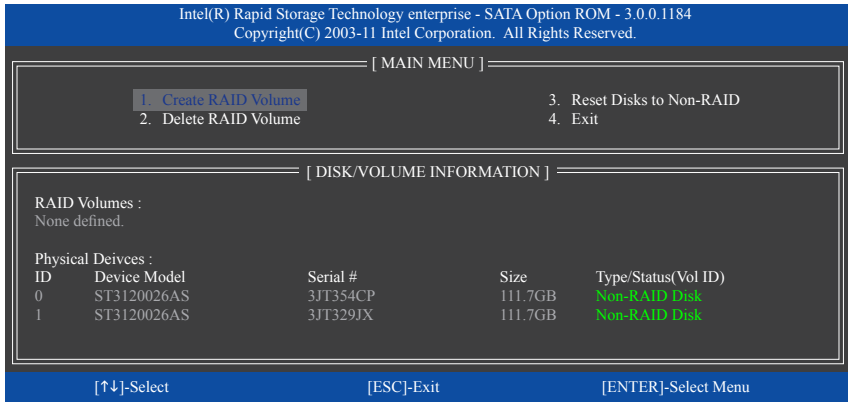 Intel(R) Rapid Storage Technology enterprise - SATA Option ROM - 3.0.0.1184
Copyright(C) 2003-11 Intel Corporation. All Rights Reserved.
[ MAIN MENU ]
1. Create RAID Volume 3. Reset Disks to Non-RAID
2. Delete RAID Volume 4. Exit
[ DISK/VOLUME INFORMATION ]
RAID Volumes :
None defined.
Physical Deivces :
ID Device Model Serial # Size Type/Status(Vol ID)
0 ST3120026AS 3JT354CP 111.7GB Non-RAID Disk
1 ST3120026AS 3JT329JX 111.7GB Non-RAID Disk
[↑↓]-Select [ESC]-Exit [ENTER]-Select Menu